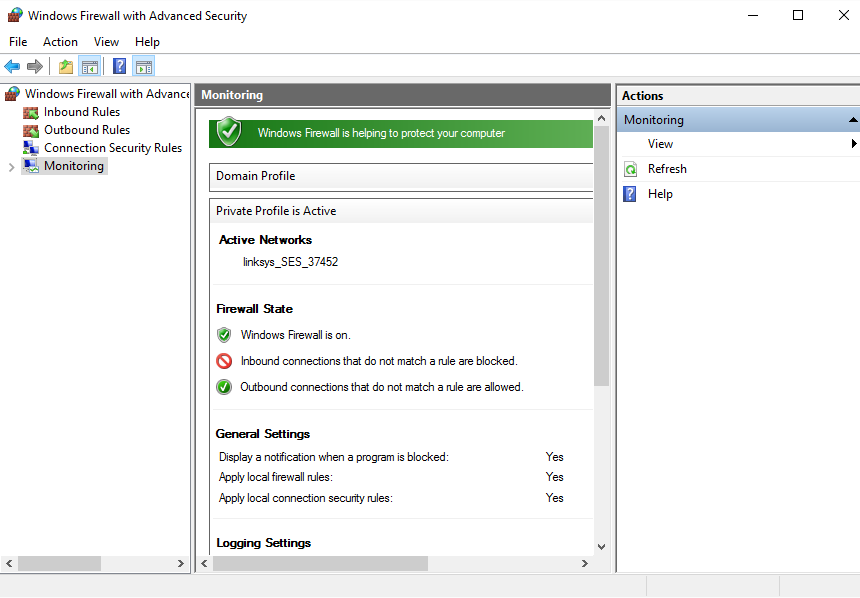 Windows Firewall with Advanced Security
File Action View Help
Windows Firewall with Advance
Inbound Rules
Outbound Rules
Connection Security Rules
Monitoring
Monitoring
Windows Firewall is helping to protect your computer
Domain Profile
Private Profile is Active
Active Networks
linksys_SES_37452
Firewall State
Windows Firewall is on.
Inbound connections that do not match a rule are blocked.
Outbound connections that do not match a rule are allowed.
General Settings
Display a notification when a program is blocked: Yes
Apply local firewall rules: Yes
Apply local connection security rules: Yes
Logging Settings
Actions
Monitoring
View
Refresh
Help